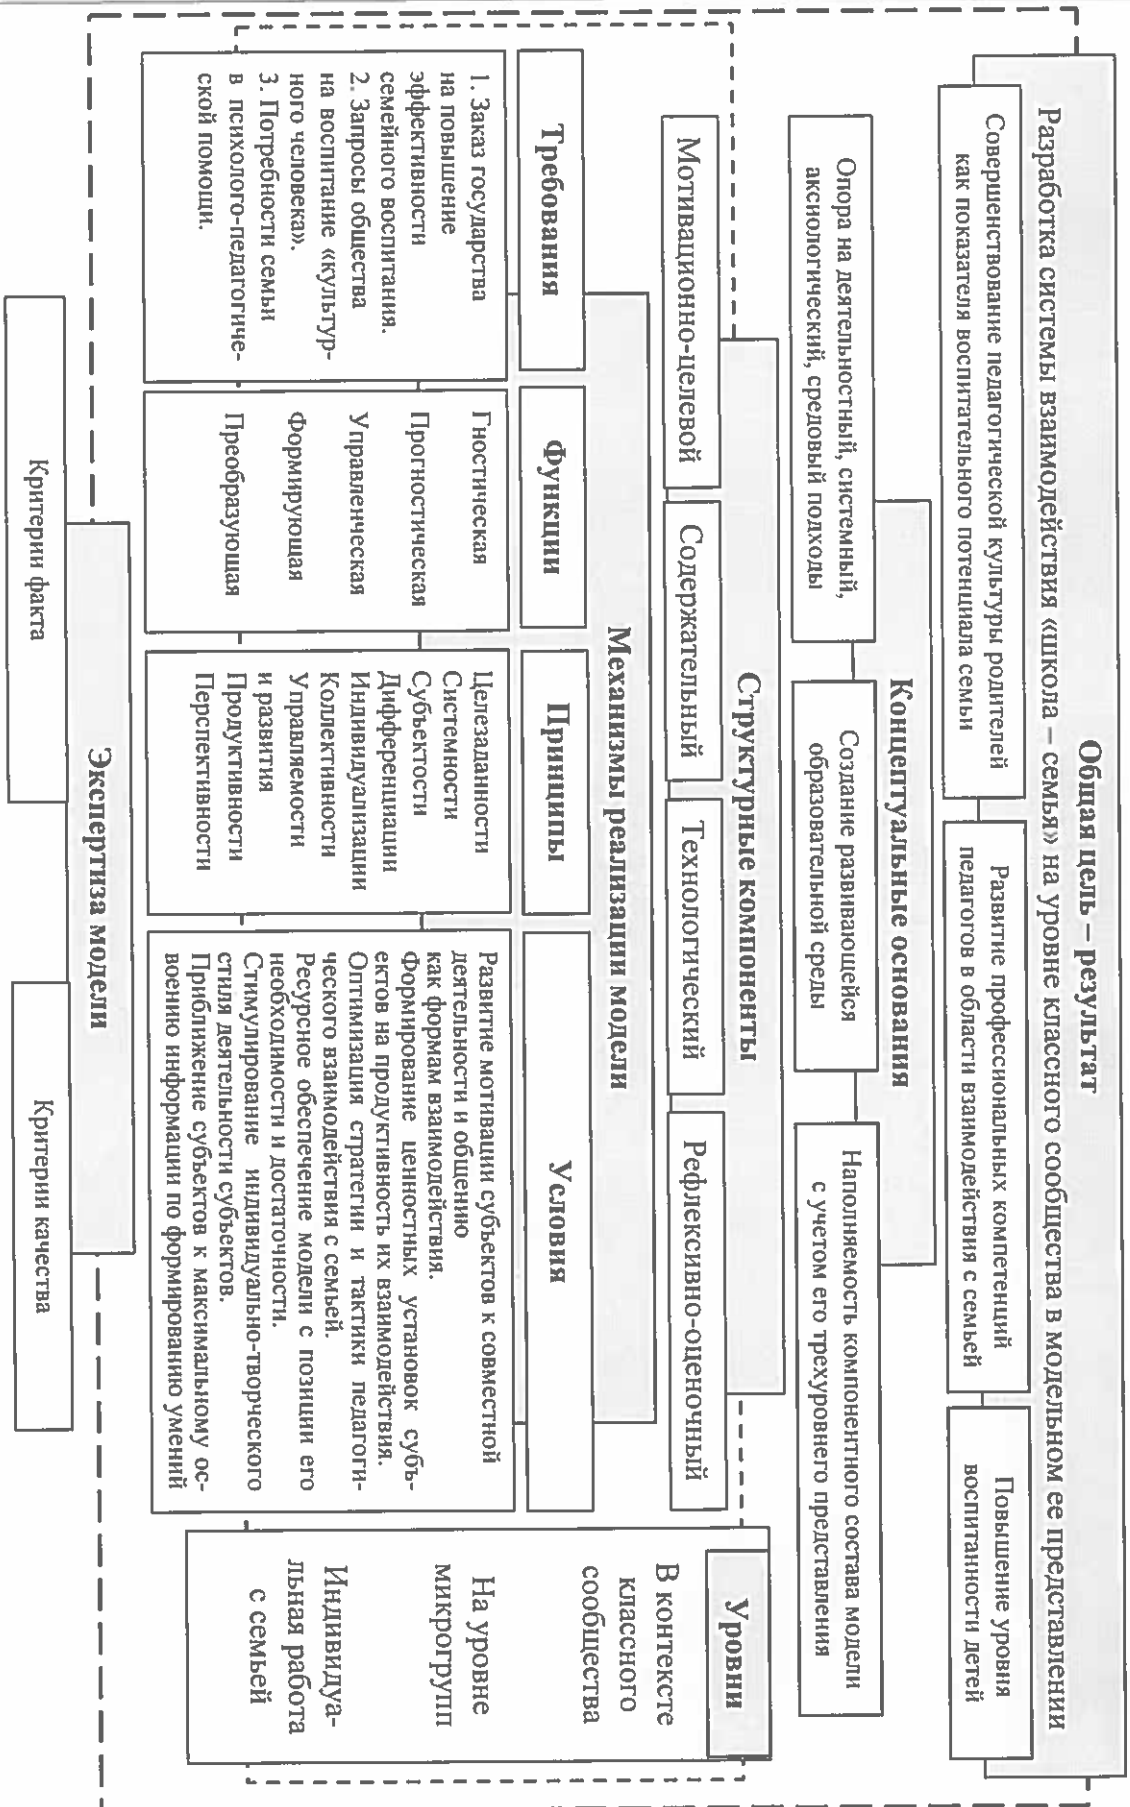 Общая цель – результат
Разработка системы взаимодействия «школа – семья» на уровне классного сообщества в модельном ее представлении
Совершенствование педагогической культуры родителей
как показателя воспитательного потенциала семьи
Развитие профессиональных компетенций
педагогов в области взаимодействия с семьей
Повышение уровня
воспитанности детей
Концептуальные основания
Опора на деятельностный, системный,
аксиологический, средовый подходы
Создание развивающейся
образовательной среды
Наполняемость компонентного состава модели
с учетом его трехуровнего представления
Структурные компоненты
Мотивационно-целевой
Содержательный
Технологический
Рефлексивно-оценочный
Механизмы реализации модели
Требования
1. Заказ государства
на повышение
эффективности
семейного воспитания.
2. Запросы общества
на воспитание «культур-
ного человека».
3. Потребности семьи
в психолого-педагогиче-
ской помощи.
Функции
Гностическая
Прогностическая
Управленческая
Формирующая
Преобразующая
Принципы
Целезаданности
Системности
Субъектости
Дифференциации
Индивидуализации
Коллективности
Управляемости
и развития
Продуктивности
Перспективности
Условия
Развитие мотивации субъектов к совместной
деятельности и общению
как формам взаимодействия.
Формирование ценностных установок субъ-
ектов на продуктивность их взаимодействия.
Оптимизация стратегии и тактики педагоги-
ческого взаимодействия с семьей.
Ресурсное обеспечение модели с позиции его
необходимости и достаточности.
Стимулирование индивидуально-творческого
стиля деятельности субъектов.
Приближение субъектов к максимальному ос-
воению информации по формированию умений
Уровни
В контексте
классного
сообщества
На уровне
микрогрупп
Индивидуа-
льная работа
с семьей
Экспертиза модели
Критерии факта
Критерии качества